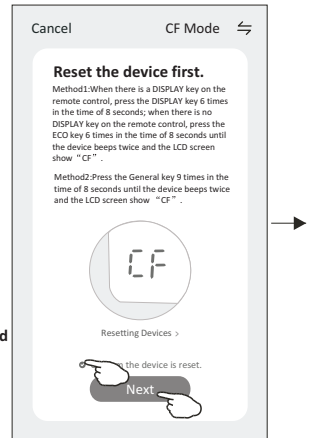 Cancel CF Mode
Reset the device first.
Method1:When there is a DISPLAY key on the
remote control, press the DISPLAY key 6 times
in the time of 8 seconds; when there is no
DISPLAY key on the remote control, press the
ECO key 6 times in the time of 8 seconds until
the device beeps twice and the LCD screen
show “CF”.
Method2:Press the General key 9 times in the
time of 8 seconds until the device beeps twice
and the LCD screen show “CF”.
CF
Resetting Devices >
d
the device is reset.
Next